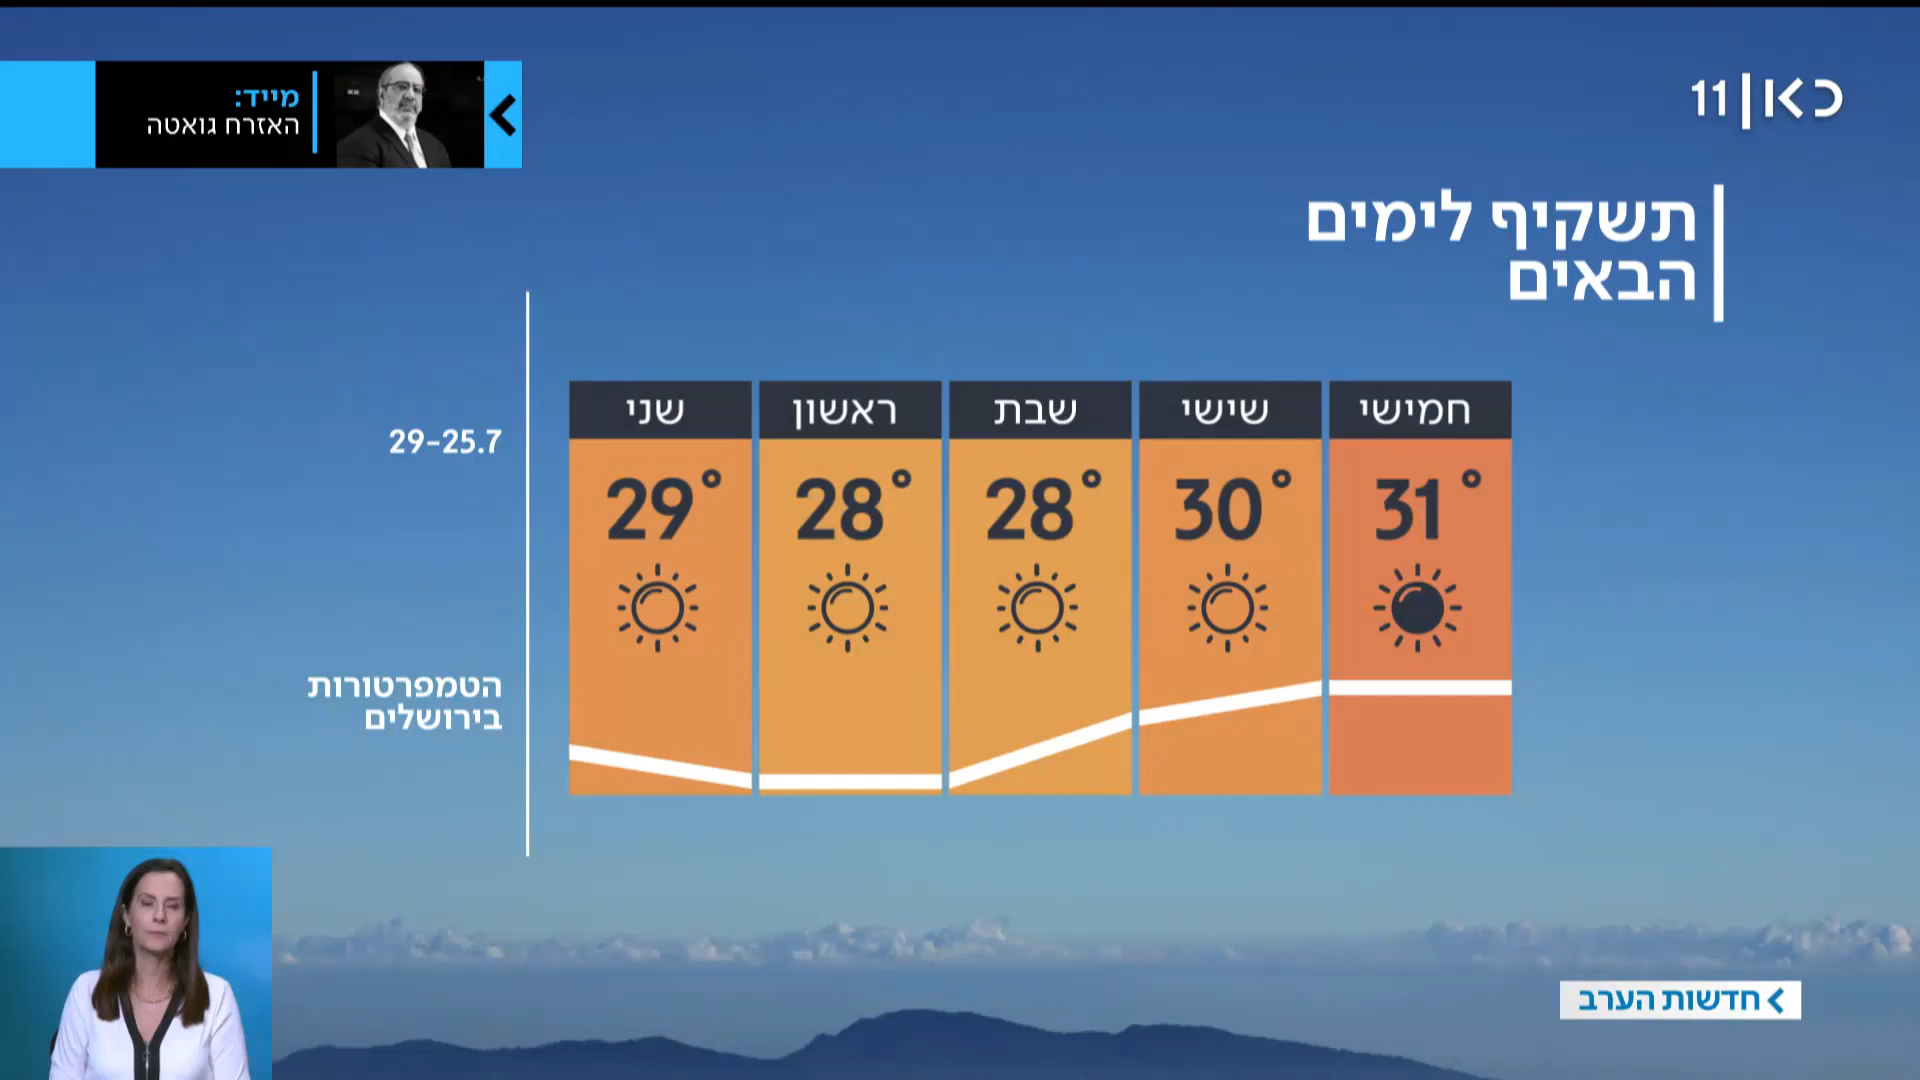 כאן 11
מייד:
האזרח גואטה
תשקיף לימים
הבאים
חמישי שישי שבת ראשון שני
31° 30° 28° 28° 29°
29-25.7
הטמפרטורות
בירושלים
חדשות הערב